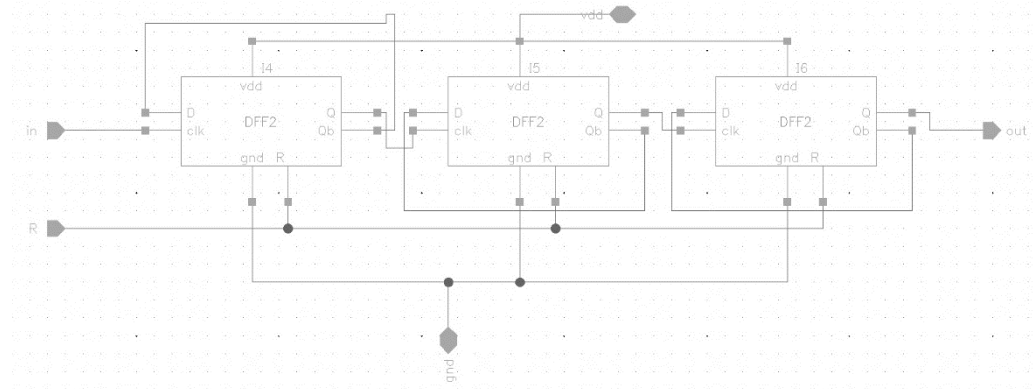 vdd
I4
I5
I6
vdd
vdd
vdd
D
Q
D
Q
D
Q
in
clk
DFF2
Qb
clk
DFF2
Qb
clk
DFF2
Qb
out
gnd R
gnd R
gnd R
R
gnd